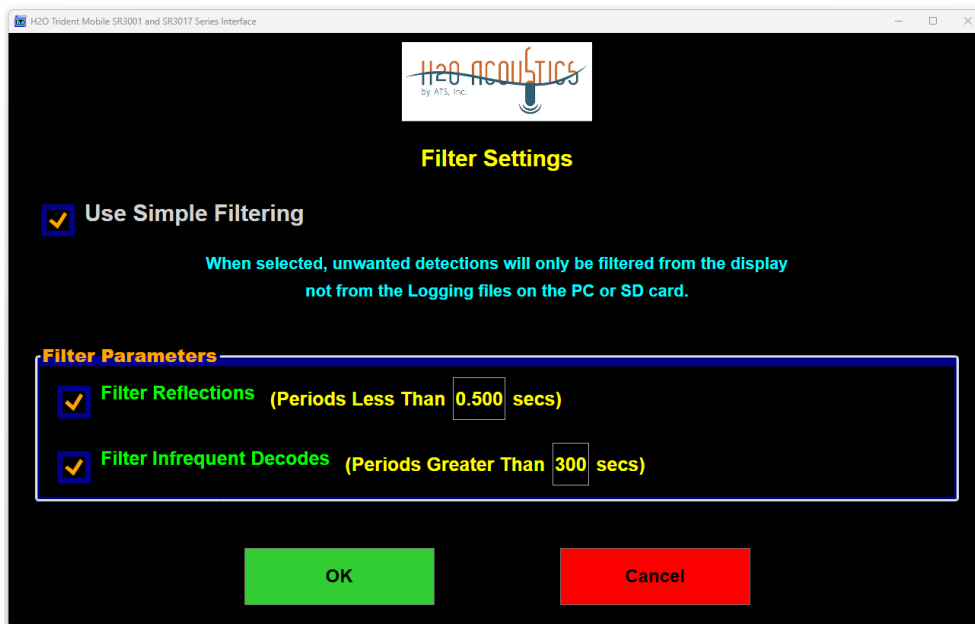 H2O Trident Mobile SR3001 and SR3017 Series Interface
H2O ACOUSTICS
by ATS, Inc.
Filter Settings
Use Simple Filtering
When selected, unwanted detections will only be filtered from the display
not from the Logging files on the PC or SD card.
Filter Parameters
Filter Reflections (Periods Less Than 0.500 secs)
Filter Infrequent Decodes (Periods Greater Than 300 secs)
OK Cancel